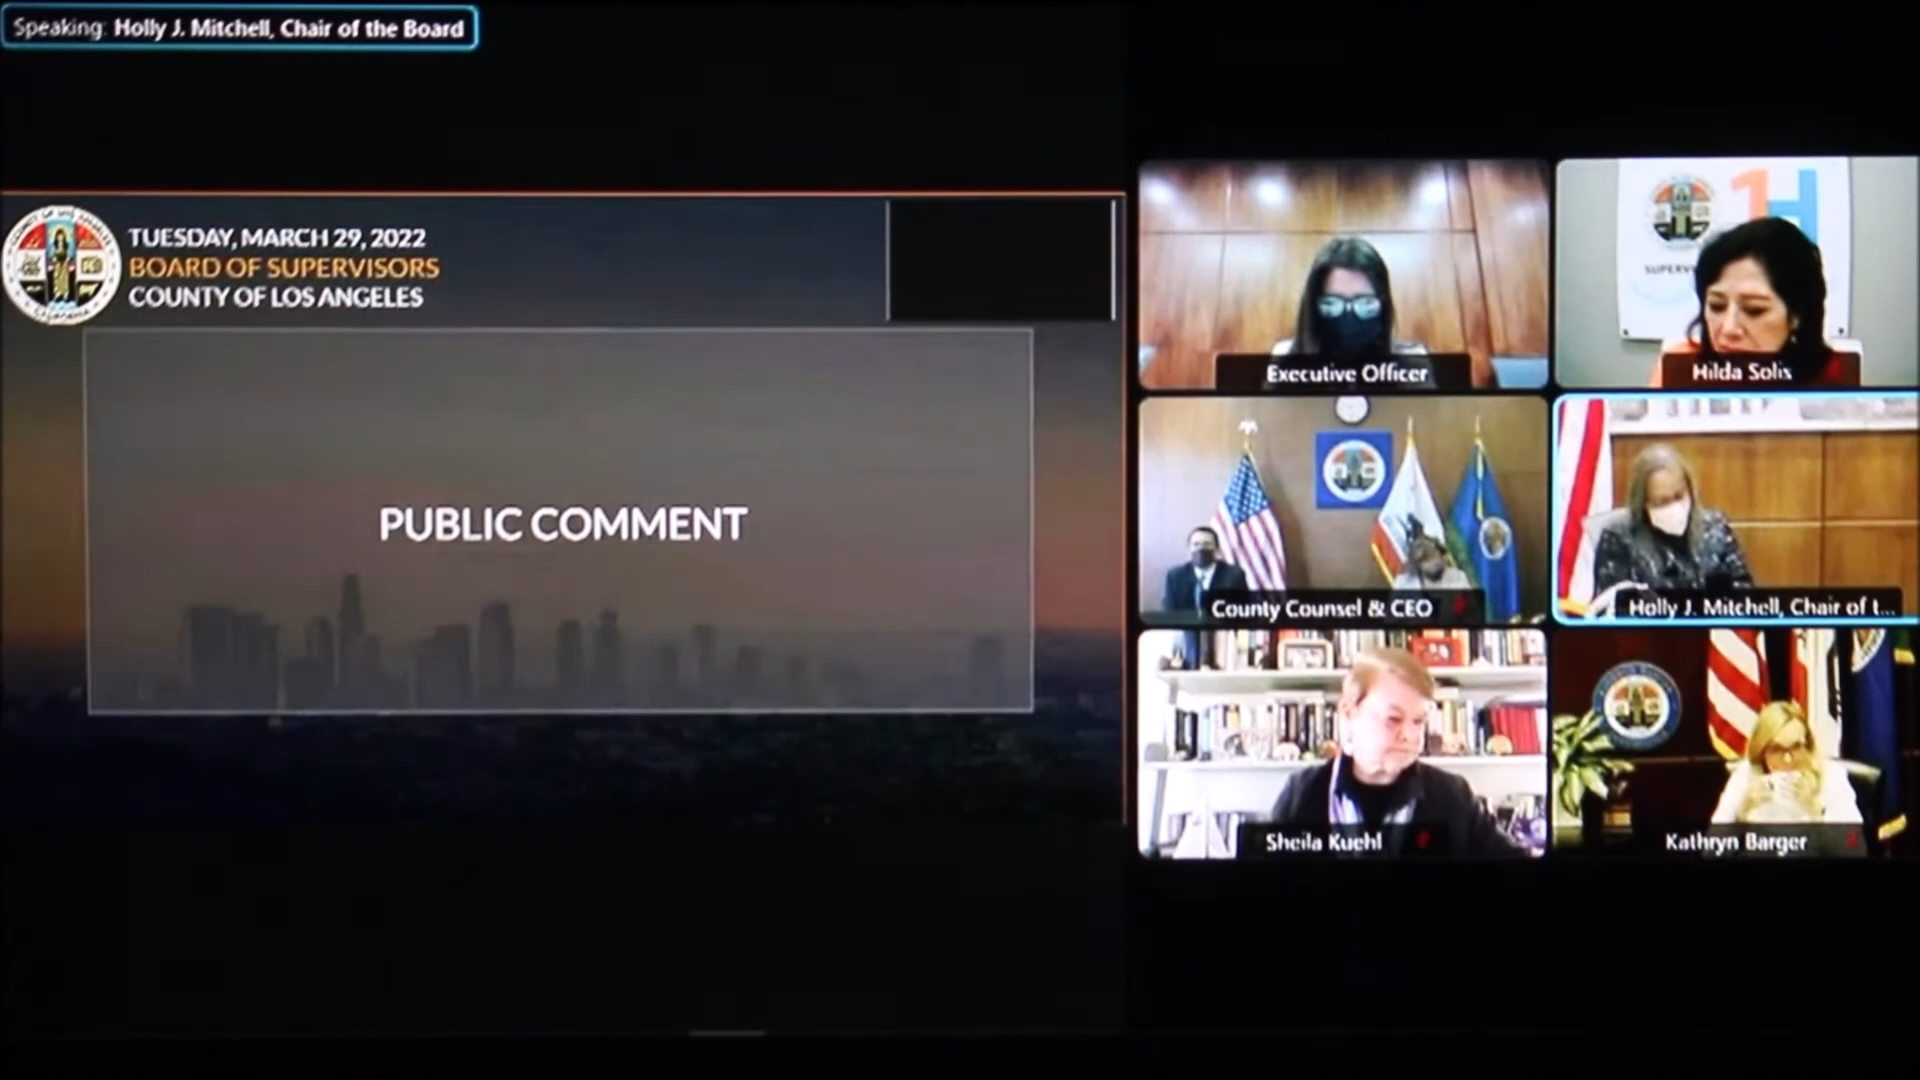 Speaking: Holly J. Mitchell, Chair of the Board
TUESDAY, MARCH 29, 2022
BOARD OF SUPERVISORS
COUNTY OF LOS ANGELES
PUBLIC COMMENT
Executive Officer
Hilda Solis
County Counsel & CEO
Holly J. Mitchell, Chair of t...
Sheila Kuehl
Kathryn Barger